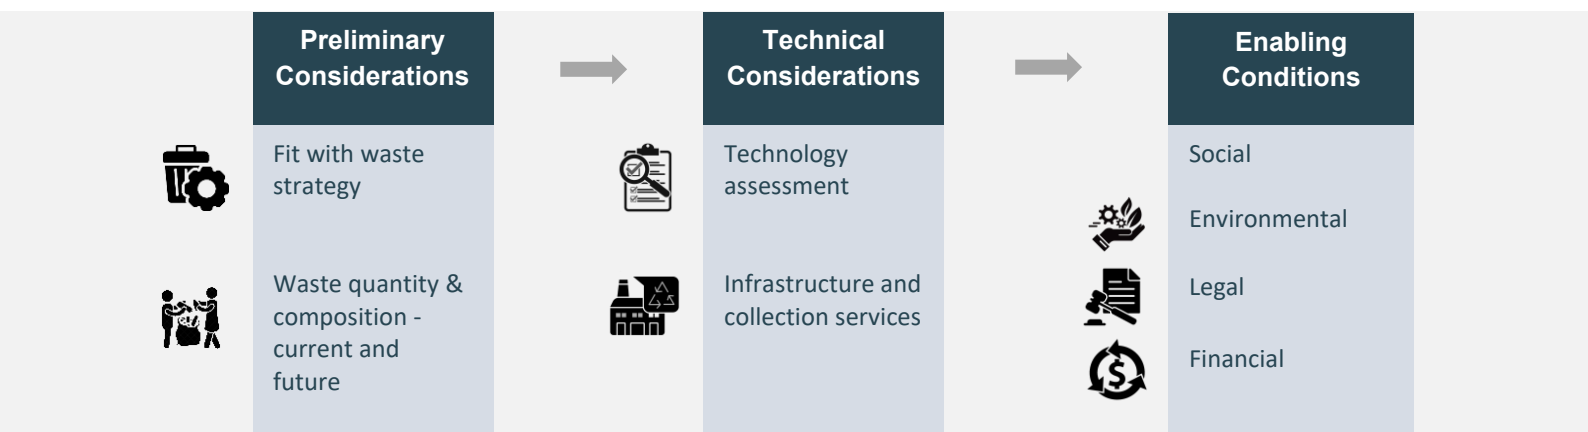 Preliminary
Considerations
Fit with waste
strategy
Waste quantity &
composition -
current and
future
Technical
Considerations
Technology
assessment
Infrastructure and
collection services
Enabling
Conditions
Social
Environmental
Legal
Financial
$